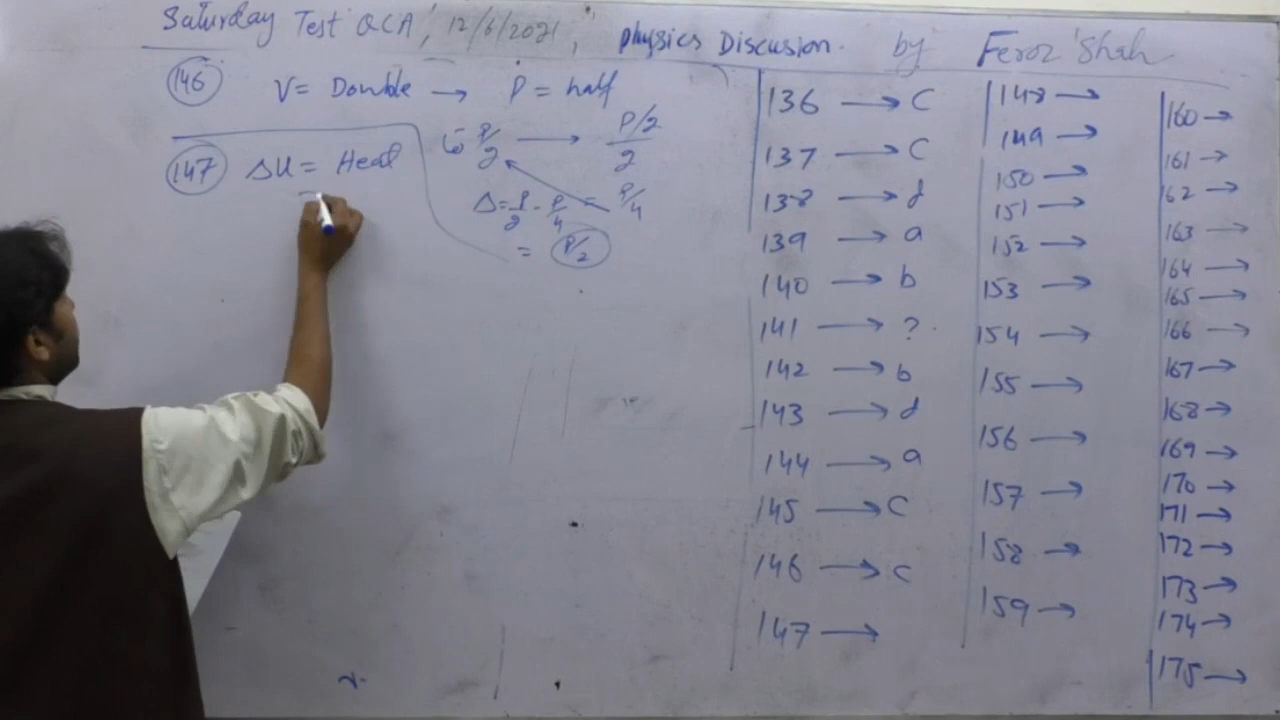 Saturday Test QCA, 12/6/2021, Physics Discusion. by Feroz Shah
146 V= Double → P = half
P/2 → P/2/2
Δ=P/2 - P/4 = P/4
= P/2
147 ΔU= Heat
136 → C
137 → C
138 → d
139 → a
140 → b
141 → ?
142 → b
143 → d
144 → a
145 → C
146 → C
147 →
148 →
149 →
150 →
151 →
152 →
153 →
154 →
155 →
156 →
157 →
158 →
159 →
160 →
161 →
162 →
163 →
164 →
165 →
166 →
167 →
168 →
169 →
170 →
171 →
172 →
173 →
174 →
175 →